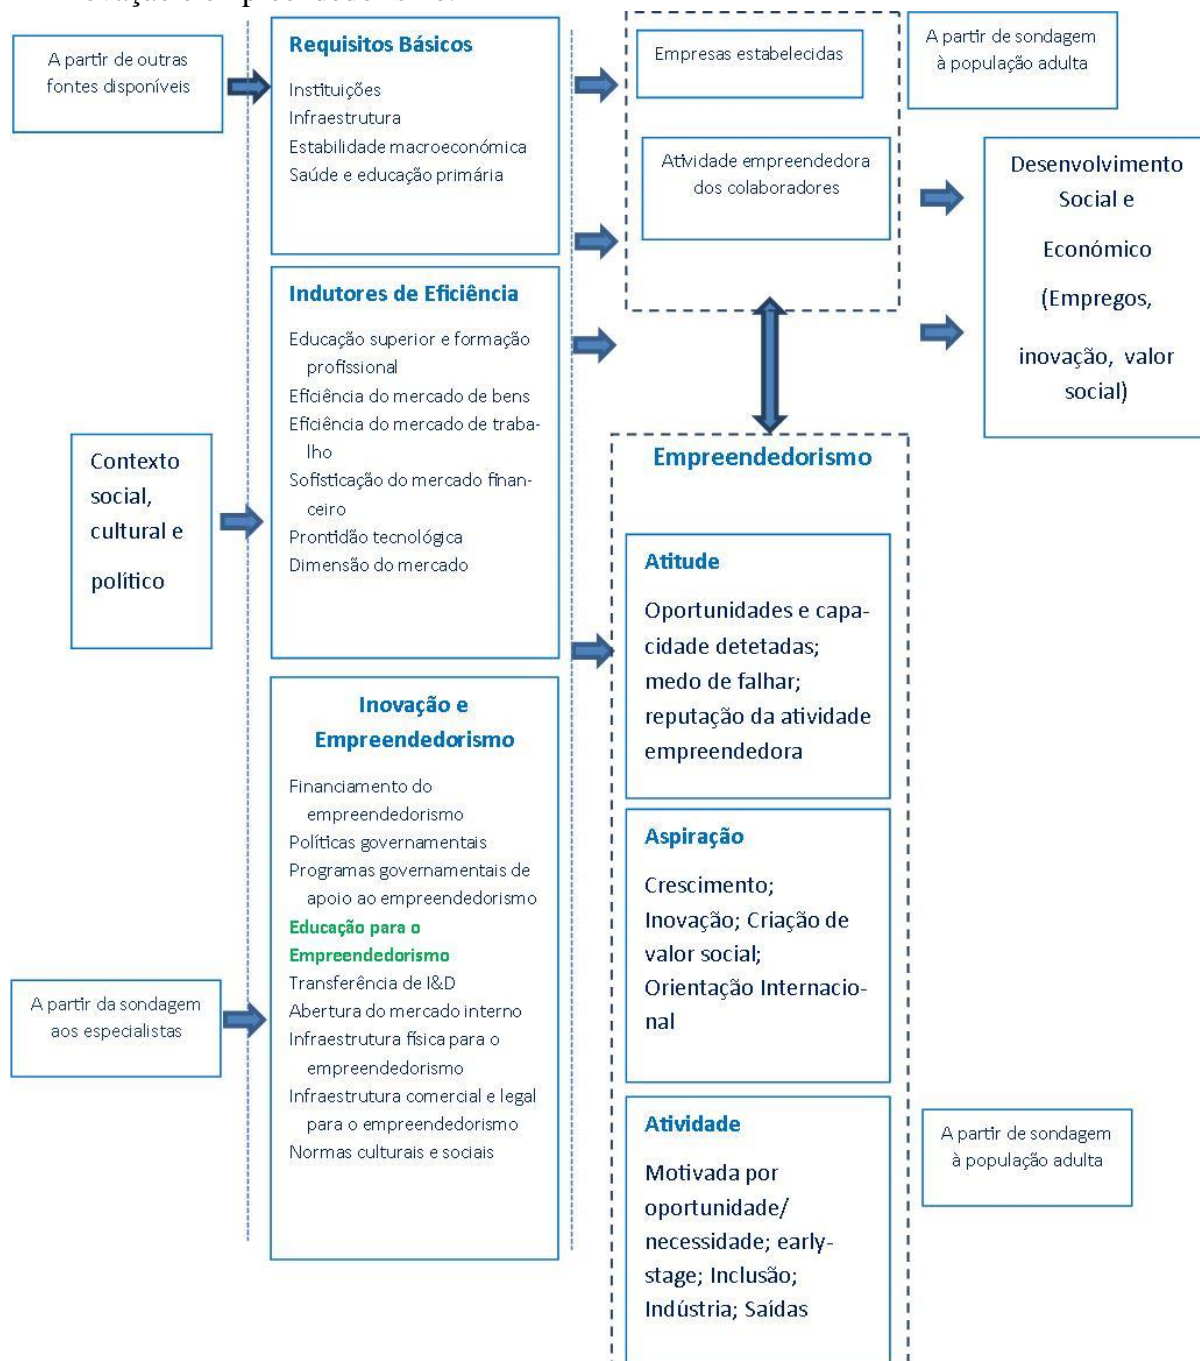 A partir de outras
fontes disponíveis
Contexto
social,
cultural e
político
A partir da sondagem
aos especialistas
Requisitos Básicos
Instituições
Infraestrutura
Estabilidade macroeconómica
Saúde e educação primária
Indutores de Eficiência
Educação superior e formação
profissional
Eficiência do mercado de bens
Eficiência do mercado de traba-
lho
Sofisticação do mercado finan-
ceiro
Prontidão tecnológica
Dimensão do mercado
Inovação e
Empreendedorismo
Financiamento do
empreendedorismo
Políticas governamentais
Programas governamentais de
apoio ao empreendedorismo
Educação para o
Empreendedorismo
Transferência de I&D
Abertura do mercado interno
Infraestrutura física para o
empreendedorismo
Infraestrutura comercial e legal
para o empreendedorismo
Normas culturais e sociais
Empresas estabelecidas
Atividade empreendedora
dos colaboradores
Empreendedorismo
Atitude
Oportunidades e capa-
cidade detetadas;
medo de falhar;
reputação da atividade
empreendedora
Aspiração
Crescimento;
Inovação; Criação de
valor social;
Orientação Internacio-
nal
Atividade
Motivada por
oportunidade/
necessidade; early-
stage; Inclusão;
Indústria; Saídas
A partir de sondagem
à população adulta
Desenvolvimento
Social e
Económico
(Empregos,
inovação, valor
social)
A partir de sondagem
à população adulta